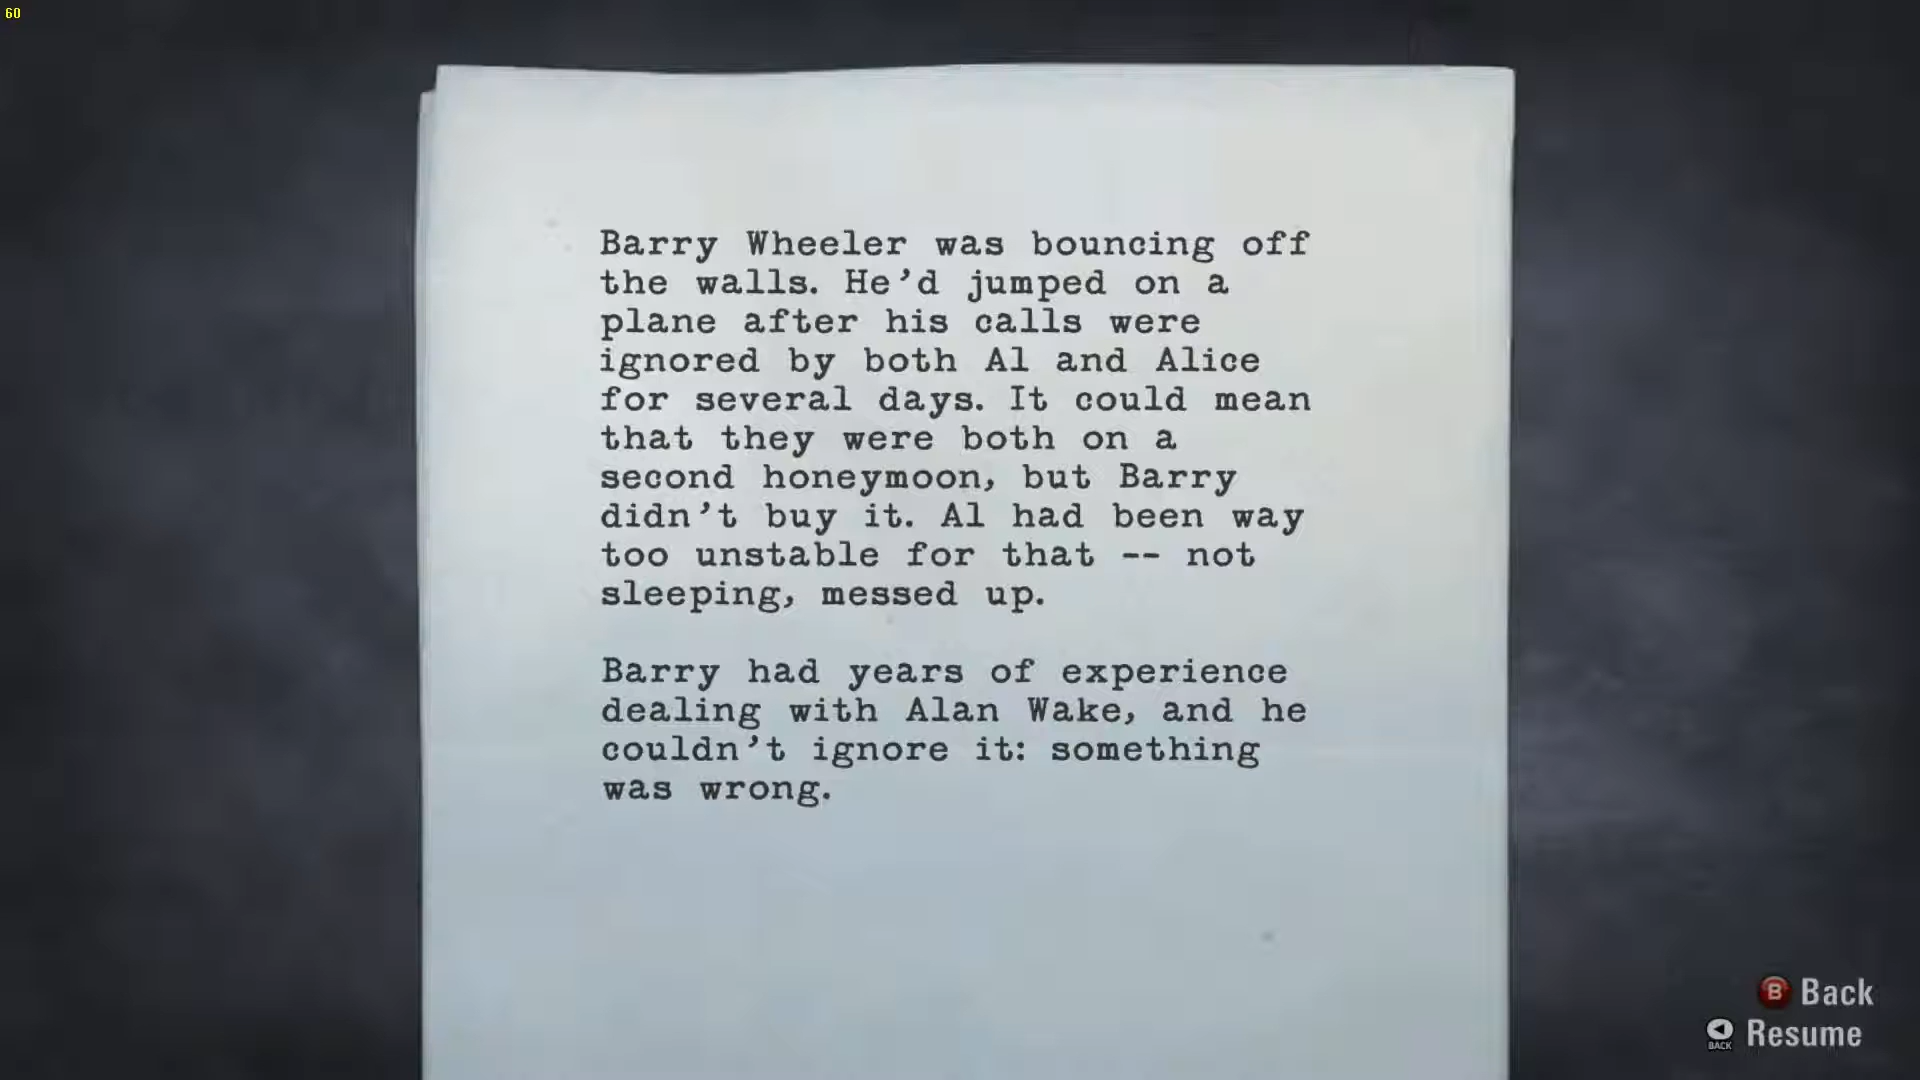 60
Barry Wheeler was bouncing off
the walls. He’d jumped on a
plane after his calls were
ignored by both Al and Alice
for several days. It could mean
that they were both on a
second honeymoon, but Barry
didn’t buy it. Al had been way
too unstable for that -- not
sleeping, messed up.
Barry had years of experience
dealing with Alan Wake, and he
couldn’t ignore it: something
was wrong.
B Back
BACK Resume